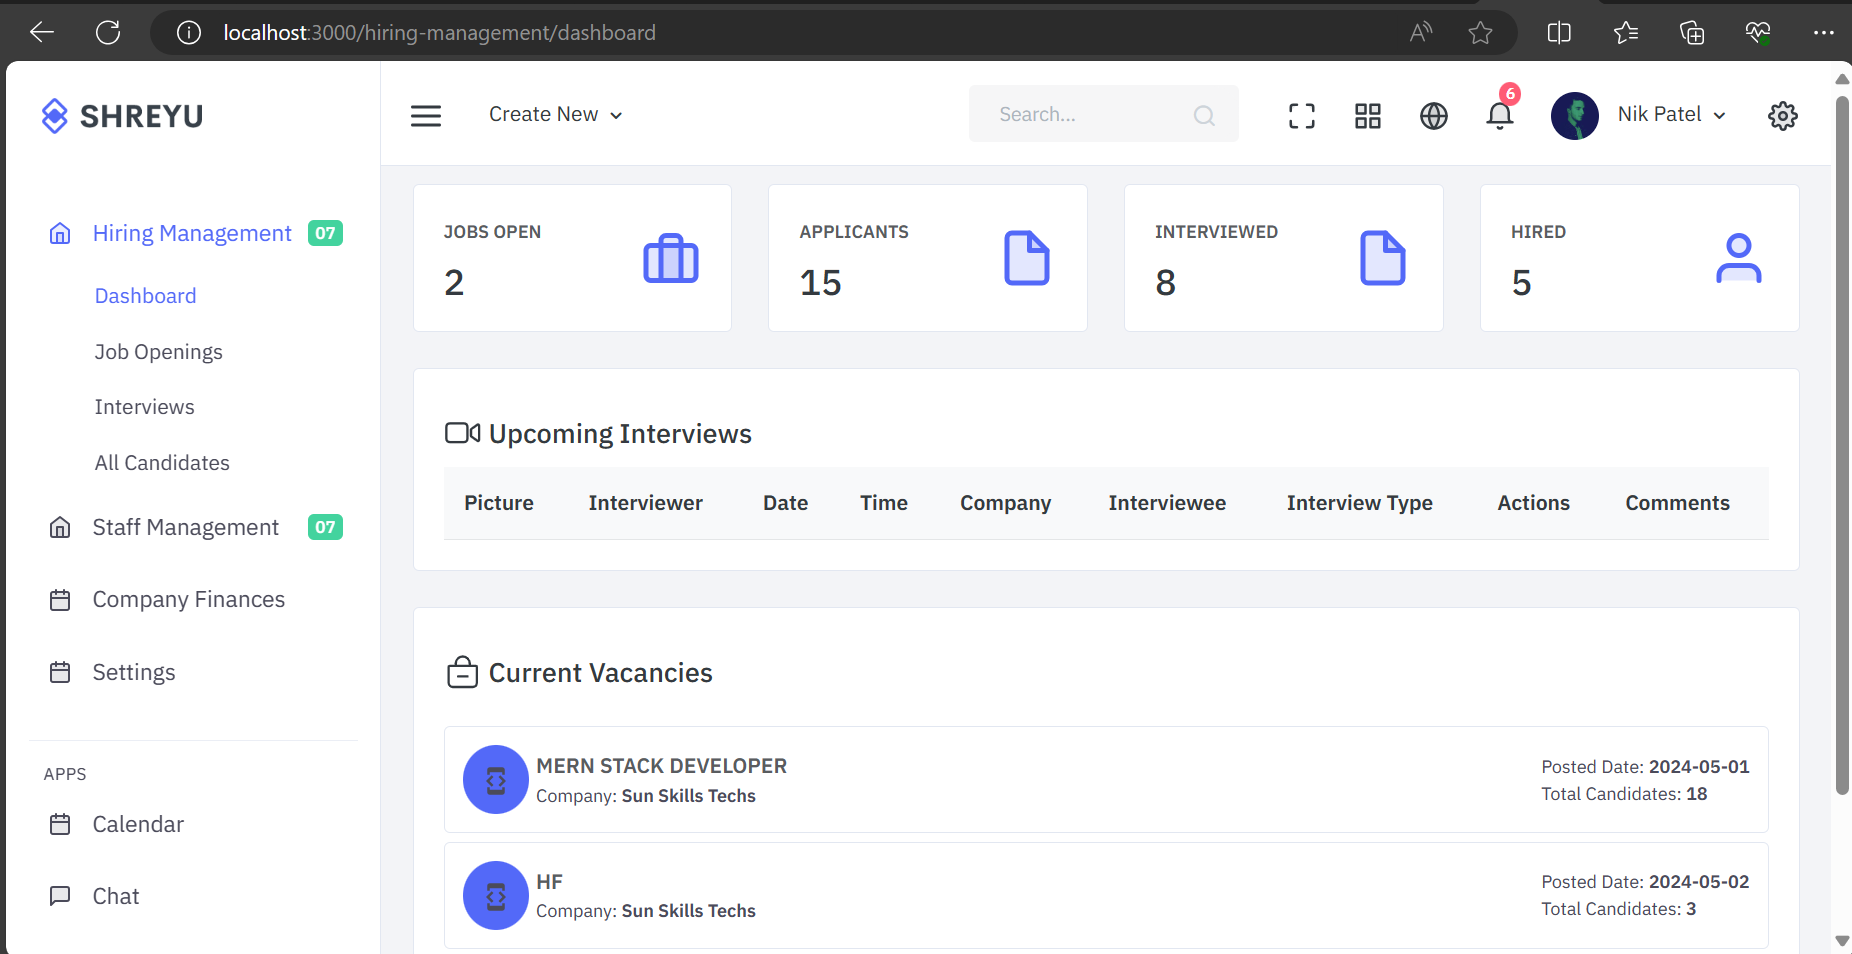 localhost:3000/hiring-management/dashboard
SHREYU
Create New
Search...
6
Nik Patel
Hiring Management 07
Dashboard
Job Openings
Interviews
All Candidates
Staff Management 07
Company Finances
Settings
APPS
Calendar
Chat
JOBS OPEN
2
APPLICANTS
15
INTERVIEWED
8
HIRED
5
Upcoming Interviews
Picture Interviewer Date Time Company Interviewee Interview Type Actions Comments
Current Vacancies
MERN STACK DEVELOPER
Company: Sun Skills Techs
Posted Date: 2024-05-01
Total Candidates: 18
HF
Company: Sun Skills Techs
Posted Date: 2024-05-02
Total Candidates: 3